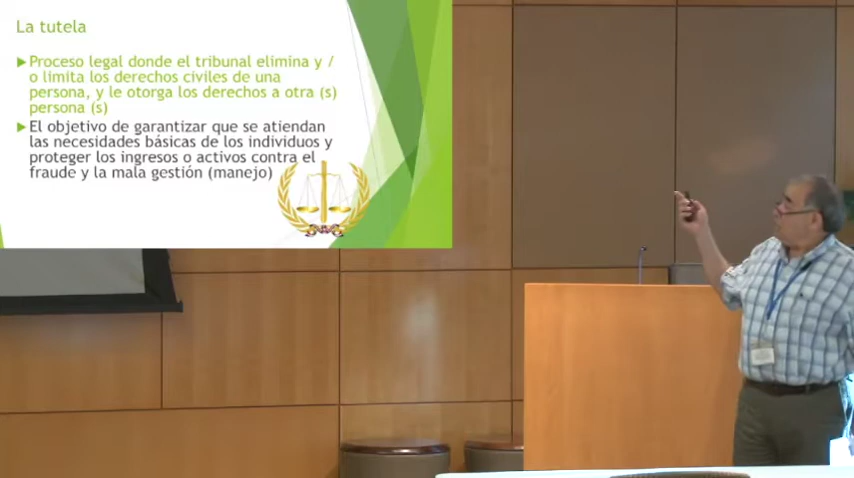 La tutela
Proceso legal donde el tribunal elimina y /
o limita los derechos civiles de una
persona, y le otorga los derechos a otra (s)
persona (s)
El objetivo de garantizar que se atiendan
las necesidades básicas de los individuos y
proteger los ingresos o activos contra el
fraude y la mala gestión (manejo)